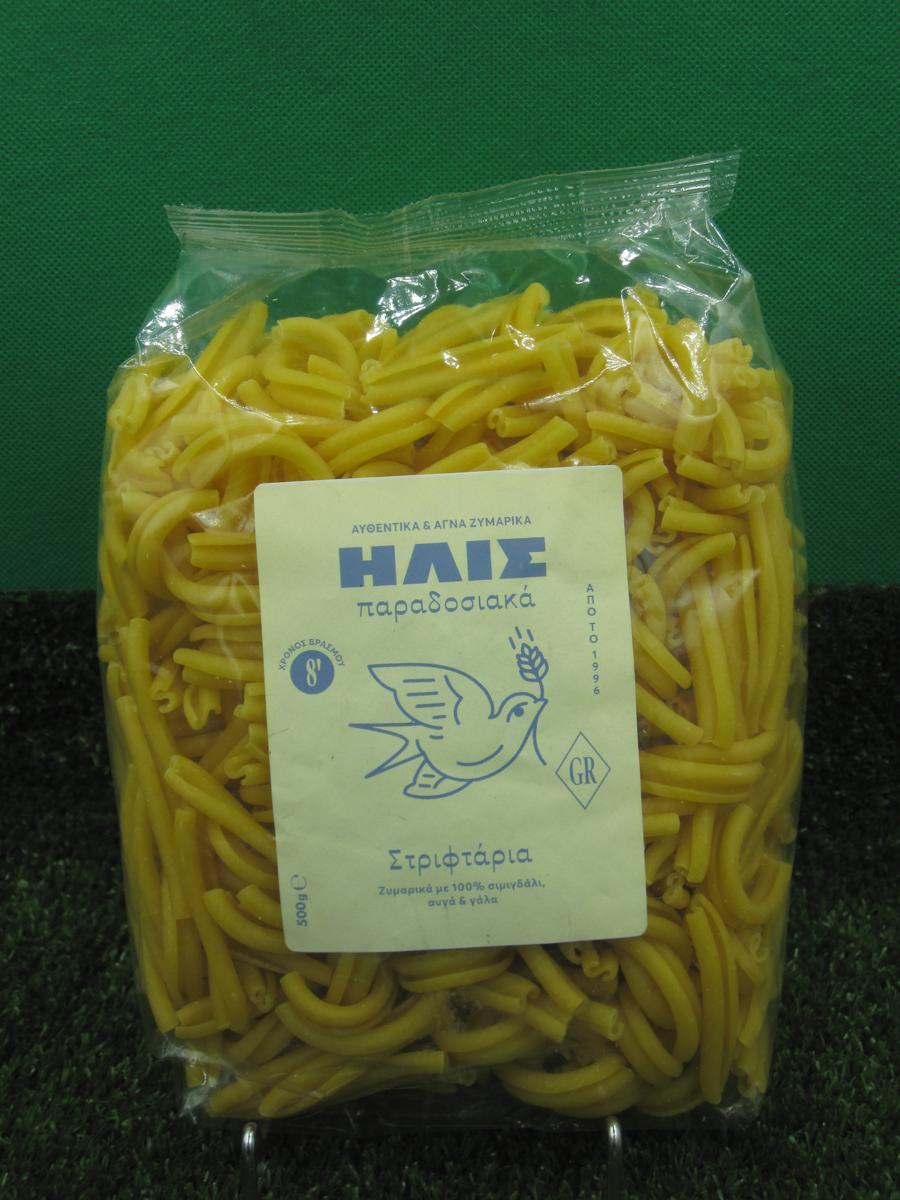 ΑΥΘΕΝΤΙΚΑ & ΑΓΝΑ ΖΥΜΑΡΙΚΑ
ΗΛΙΣ
παραδοσιακά
ΑΠΟ ΤΟ 1996
ΧΡΟΝΟΣ ΒΡΑΣΜΟΥ
8'
GR
Στριφτάρια
Ζυμαρικά με 100% σιμιγδάλι,
αυγά & γάλα
500g ℮